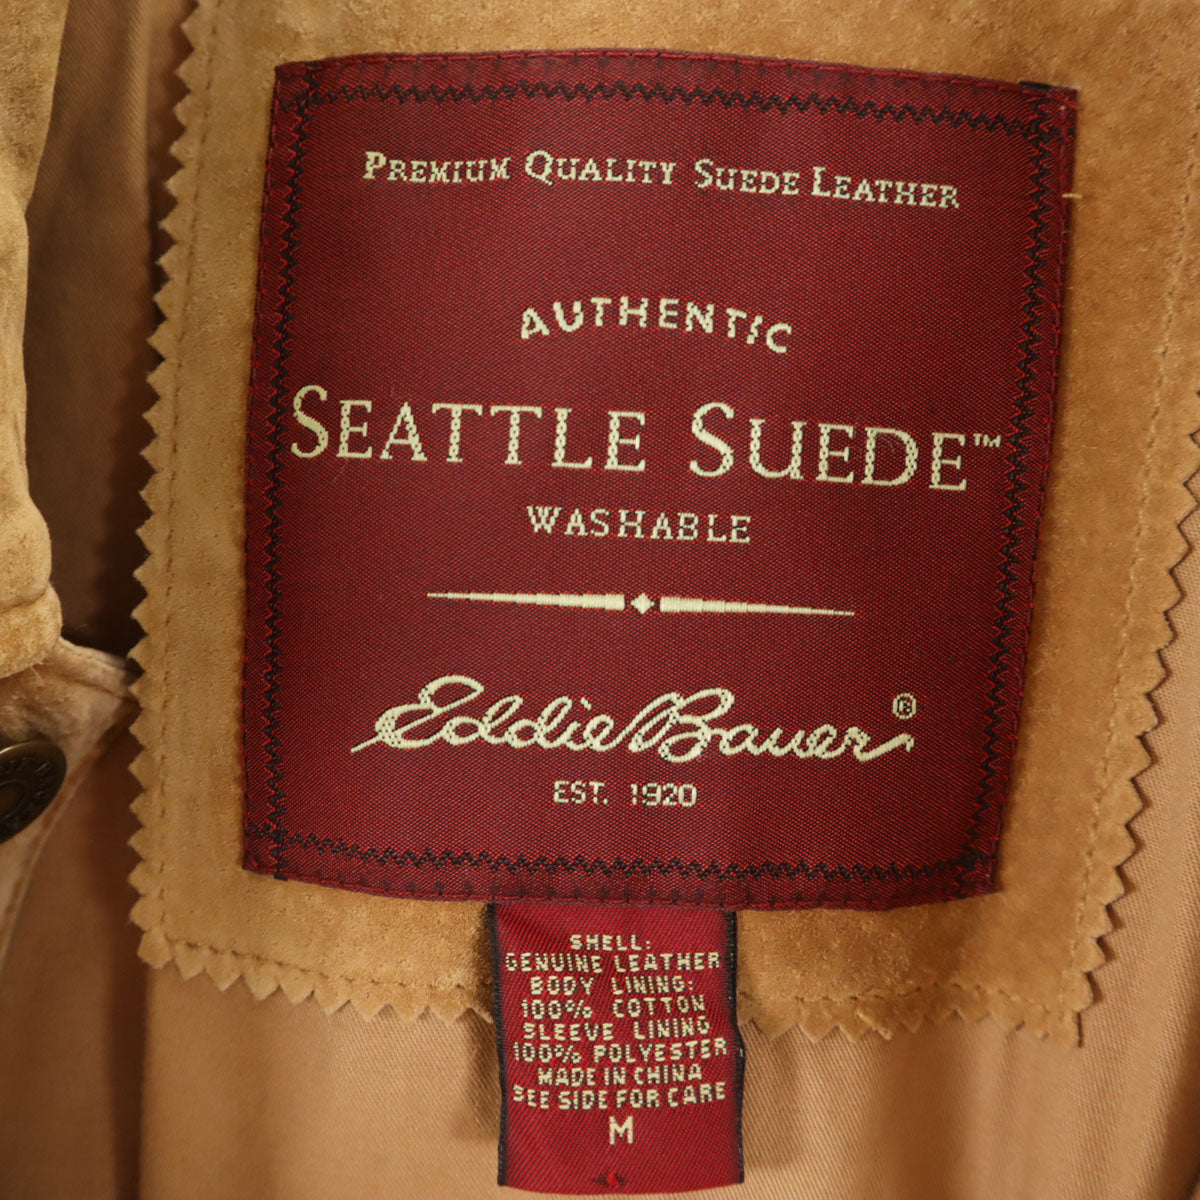 PREMIUM QUALITY SUEDE LEATHER
AUTHENTIC
SEATTLE SUEDE™
WASHABLE
Eddie Bauer®
EST. 1920
SHELL:
GENUINE LEATHER
BODY LINING:
100% COTTON
SLEEVE LINING
100% POLYESTER
MADE IN CHINA
SEE SIDE FOR CARE
M